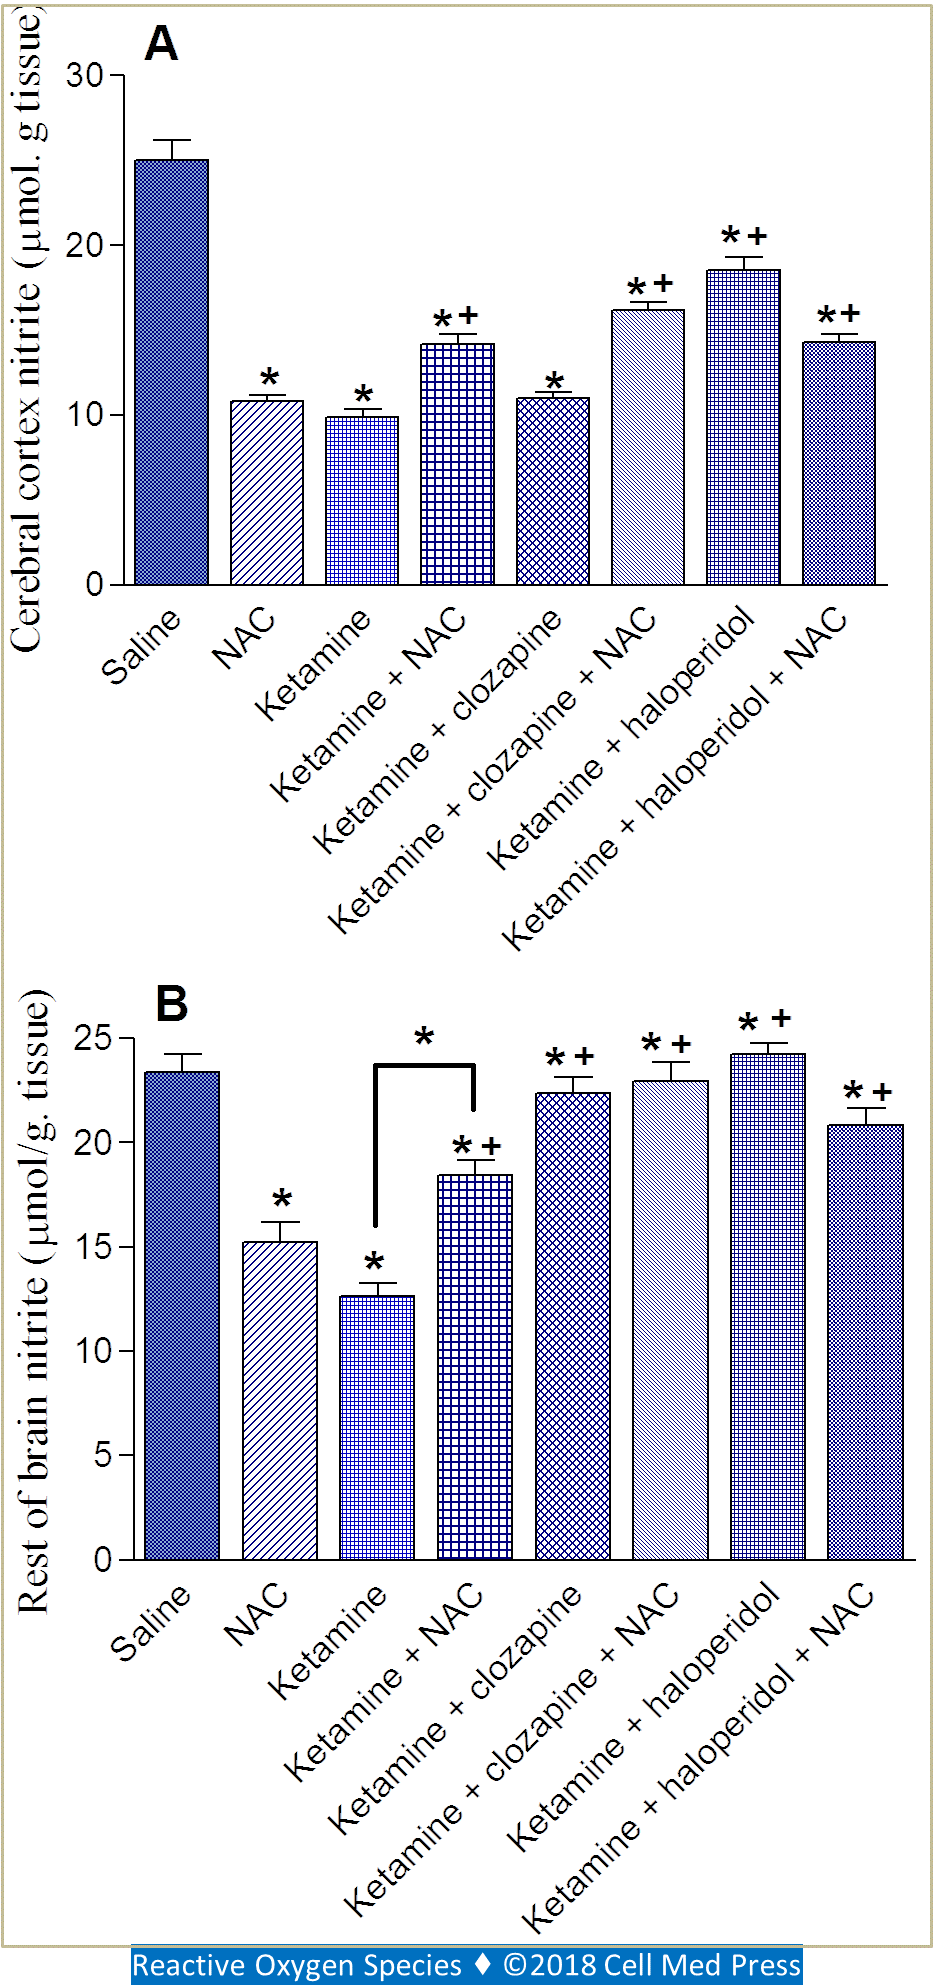 A
Cerebral cortex nitrite (μmol. g tissue)
30
20
10
0
*
*
*+
*
*+
*+
*+
Saline
NAC
Ketamine
Ketamine + NAC
Ketamine + clozapine
Ketamine + clozapine + NAC
Ketamine + haloperidol
Ketamine + haloperidol + NAC
B
Rest of brain nitrite (μmol/g. tissue)
25
20
15
10
5
0
*
*
*
*+
*+
*+
*+
*+
Saline
NAC
Ketamine
Ketamine + NAC
Ketamine + clozapine
Ketamine + clozapine + NAC
Ketamine + haloperidol
Ketamine + haloperidol + NAC
Reactive Oxygen Species ♦ ©2018 Cell Med Press